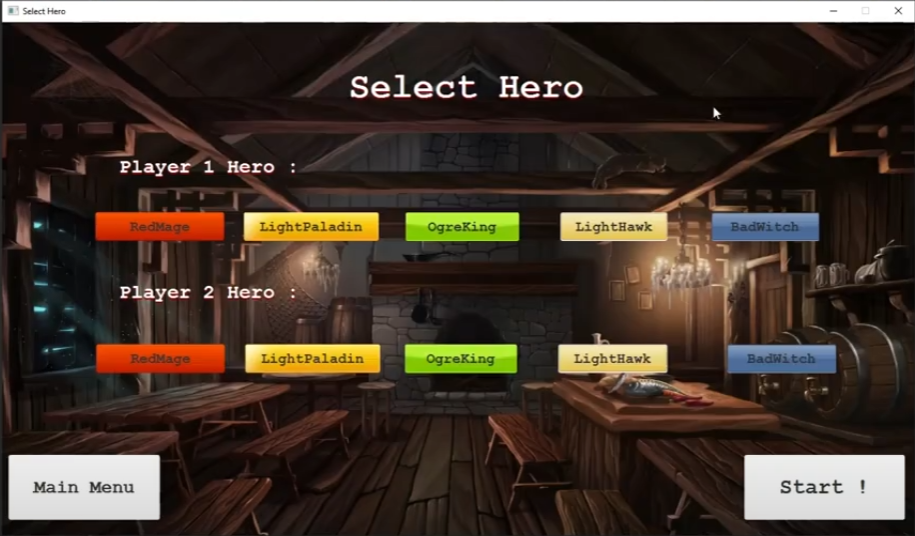 Select Hero
Select Hero
Player 1 Hero :
RedMage LightPaladin OgreKing LightHawk BadWitch
Player 2 Hero :
RedMage LightPaladin OgreKing LightHawk BadWitch
Main Menu Start !